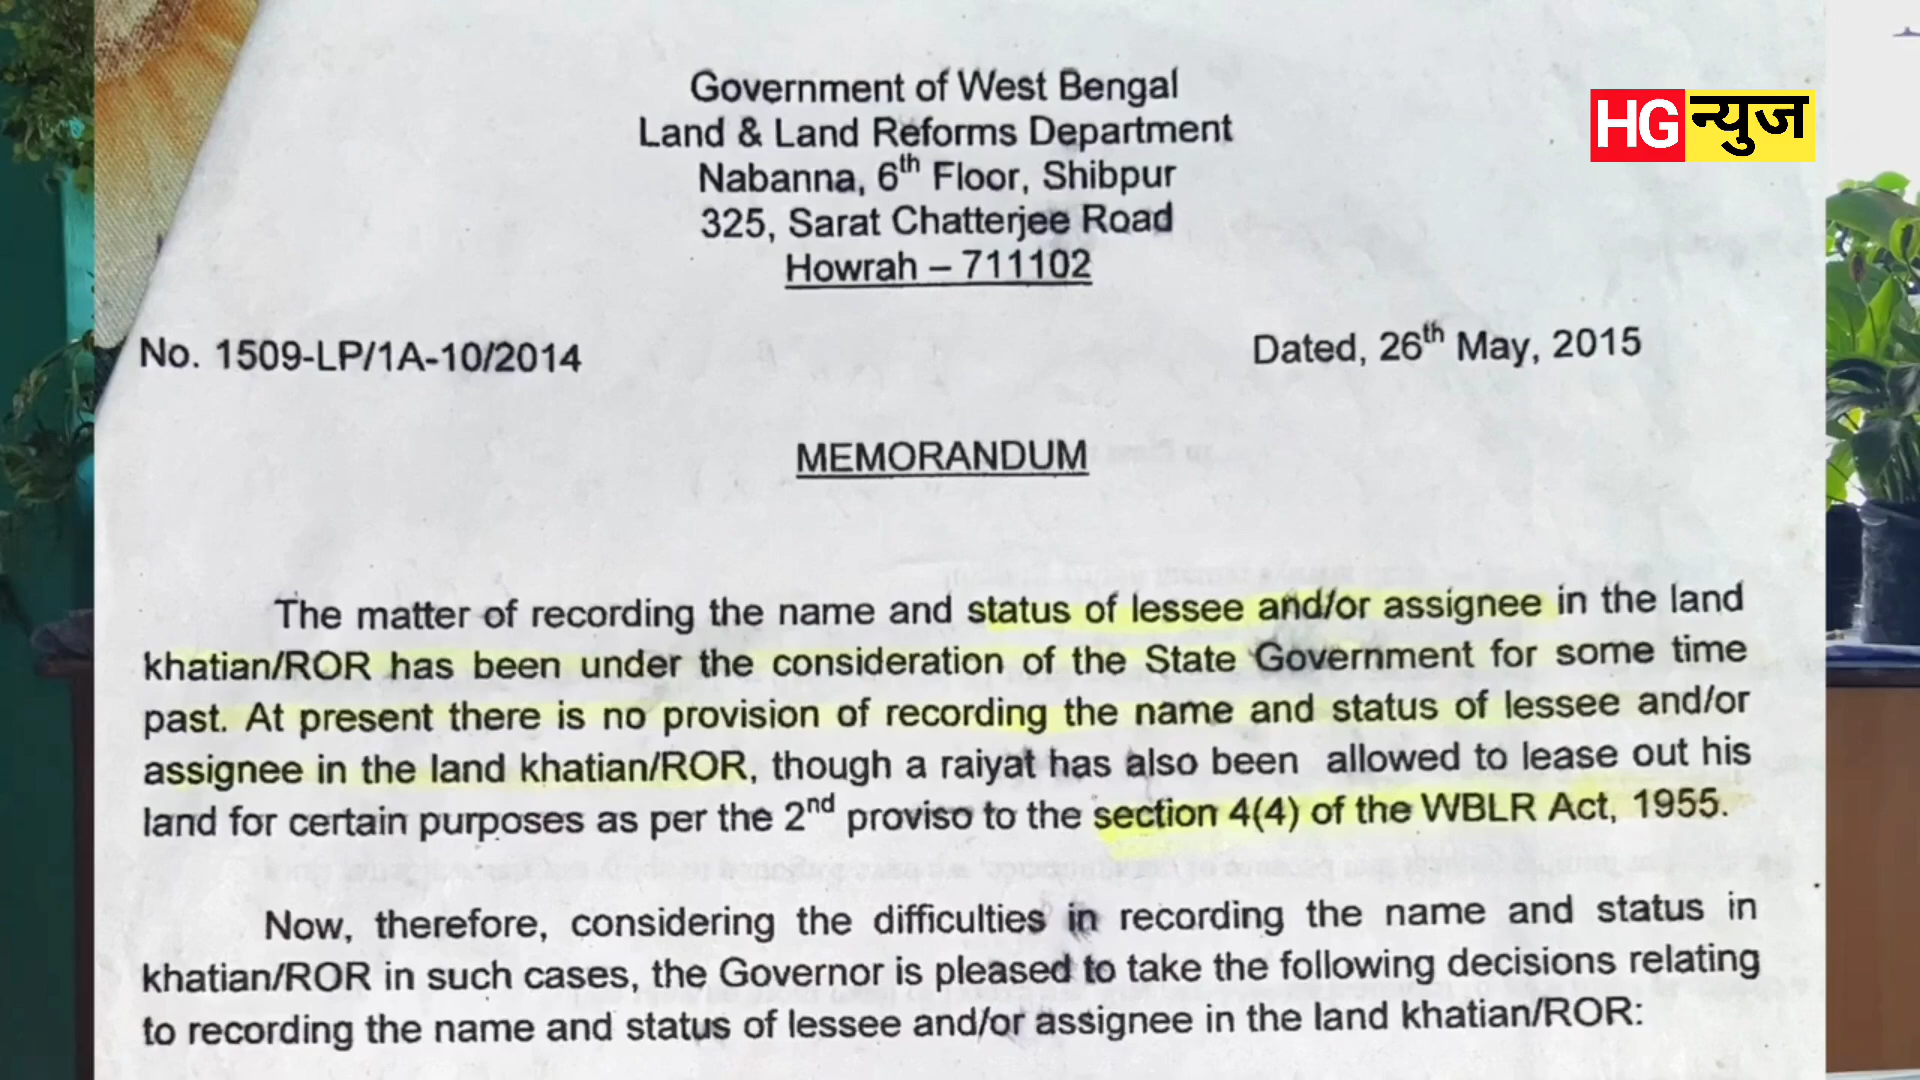 Government of West Bengal
Land & Land Reforms Department
Nabanna, 6th Floor, Shibpur
325, Sarat Chatterjee Road
Howrah – 711102
HG न्युज
No. 1509-LP/1A-10/2014
Dated, 26th May, 2015
MEMORANDUM
The matter of recording the name and status of lessee and/or assignee in the land
khatian/ROR has been under the consideration of the State Government for some time
past. At present there is no provision of recording the name and status of lessee and/or
assignee in the land khatian/ROR, though a raiyat has also been allowed to lease out his
land for certain purposes as per the 2nd proviso to the section 4(4) of the WBLR Act, 1955.
Now, therefore, considering the difficulties in recording the name and status in
khatian/ROR in such cases, the Governor is pleased to take the following decisions relating
to recording the name and status of lessee and/or assignee in the land khatian/ROR: